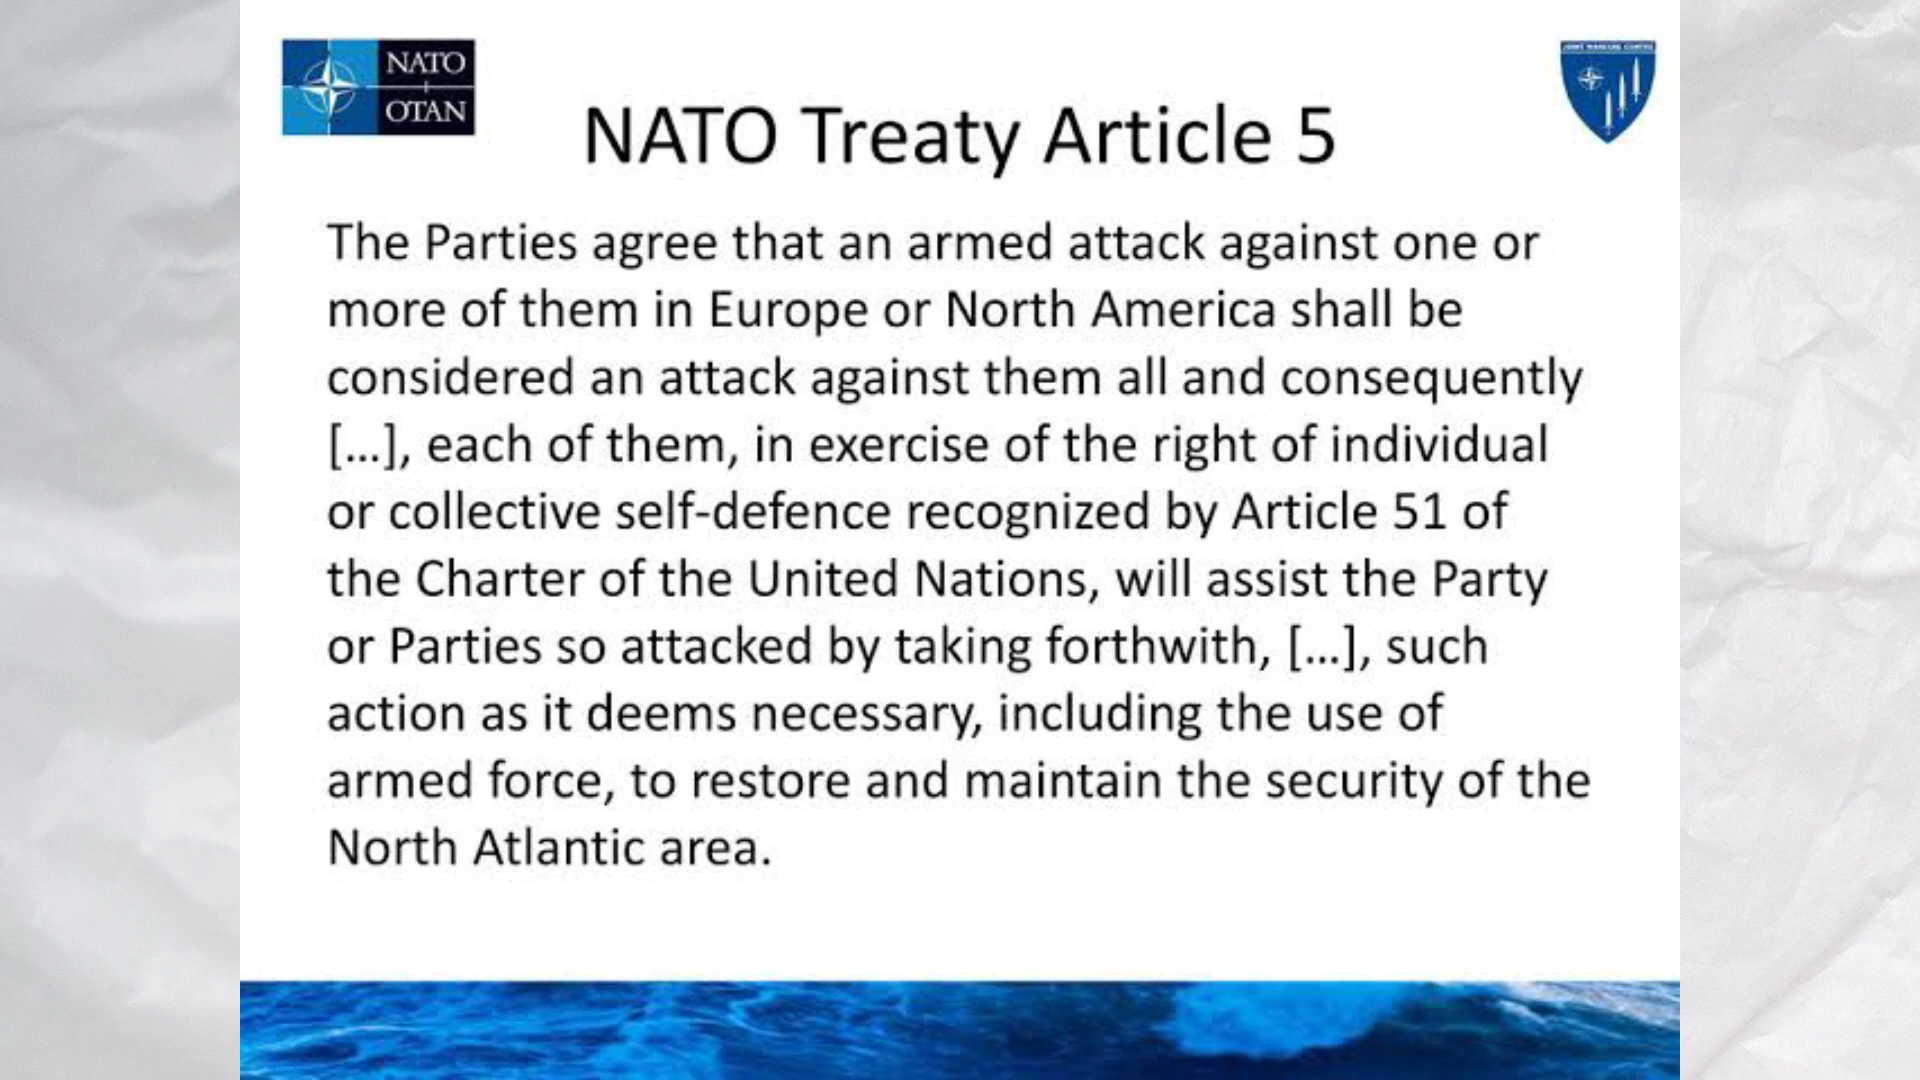 NATO
OTAN
JOINT WARFARE CENTRE
NATO Treaty Article 5
The Parties agree that an armed attack against one or
more of them in Europe or North America shall be
considered an attack against them all and consequently
[...], each of them, in exercise of the right of individual
or collective self-defence recognized by Article 51 of
the Charter of the United Nations, will assist the Party
or Parties so attacked by taking forthwith, [...], such
action as it deems necessary, including the use of
armed force, to restore and maintain the security of the
North Atlantic area.